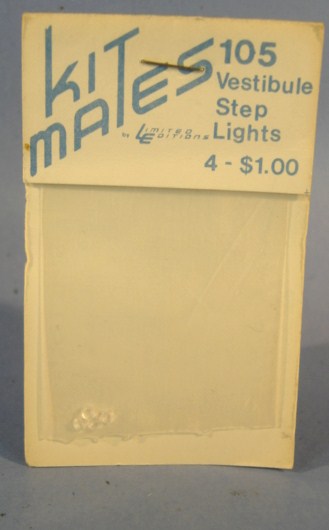 KIT MATES
by LIMITED EDITIONS
105
Vestibule
Step
Lights
4 - $1.00